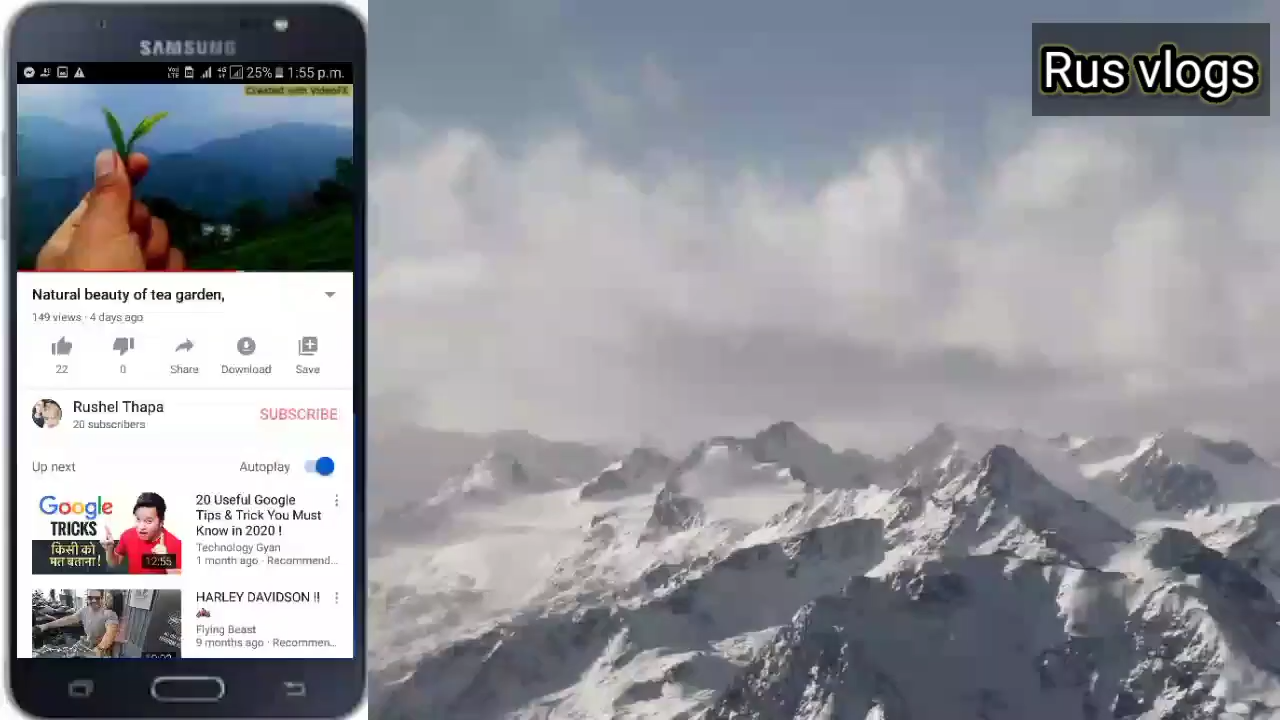 SAMSUNG
25% 1:55 p.m.
Created with VideoFX
Natural beauty of tea garden,
149 views · 4 days ago
22
0
Share
Download
Save
Rushel Thapa
20 subscribers
SUBSCRIBE
Up next
Autoplay
Google
TRICKS
किसी को
मत बताना!
12:55
20 Useful Google
Tips & Trick You Must
Know in 2020 !
Technology Gyan
1 month ago · Recommend...
HARLEY DAVIDSON !!
Flying Beast
9 months ago · Recommen...
Rus vlogs